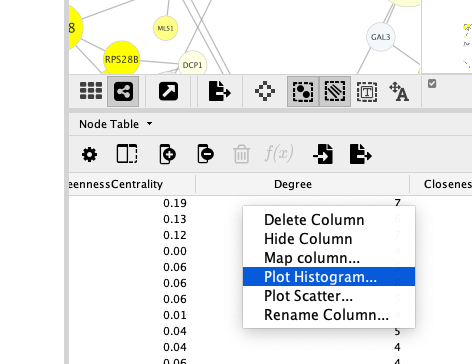 8
MLS1
RPS28B
DCP1
GAL3
T
A
Node Table
f(x)
eennessCentrality Degree Closenes
0.19 7
0.13
0.12
0.00
0.06
0.06
0.06
0.01
0.04 5
0.04 4
0.06 4
Delete Column
Hide Column
Map column...
Plot Histogram...
Plot Scatter...
Rename Column...